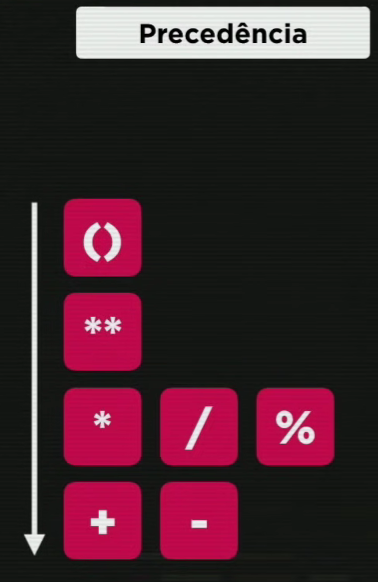 Precedência
()
**
* / %
+ -